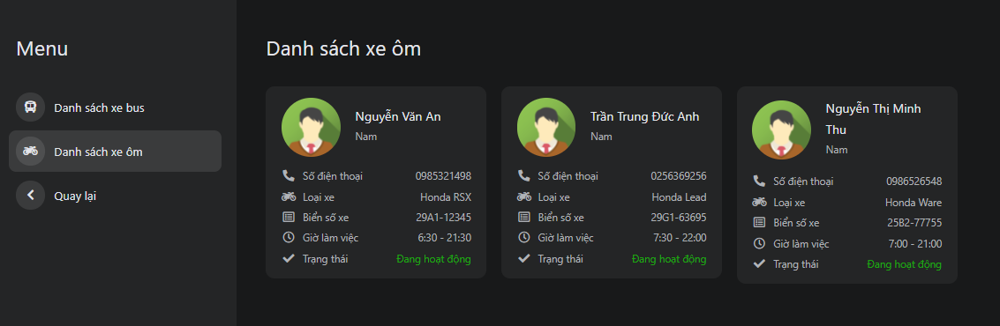 Menu
Danh sách xe bus
Danh sách xe ôm
Quay lại
Danh sách xe ôm
Nguyễn Văn An
Nam
Số điện thoại 0985321498
Loại xe Honda RSX
Biển số xe 29A1-12345
Giờ làm việc 6:30 - 21:30
Trạng thái Đang hoạt động
Trần Trung Đức Anh
Nam
Số điện thoại 0256369256
Loại xe Honda Lead
Biển số xe 29G1-63695
Giờ làm việc 7:30 - 22:00
Trạng thái Đang hoạt động
Nguyễn Thị Minh
Thu
Nam
Số điện thoại 0986526548
Loại xe Honda Ware
Biển số xe 25B2-77755
Giờ làm việc 7:00 - 21:00
Trạng thái Đang hoạt động